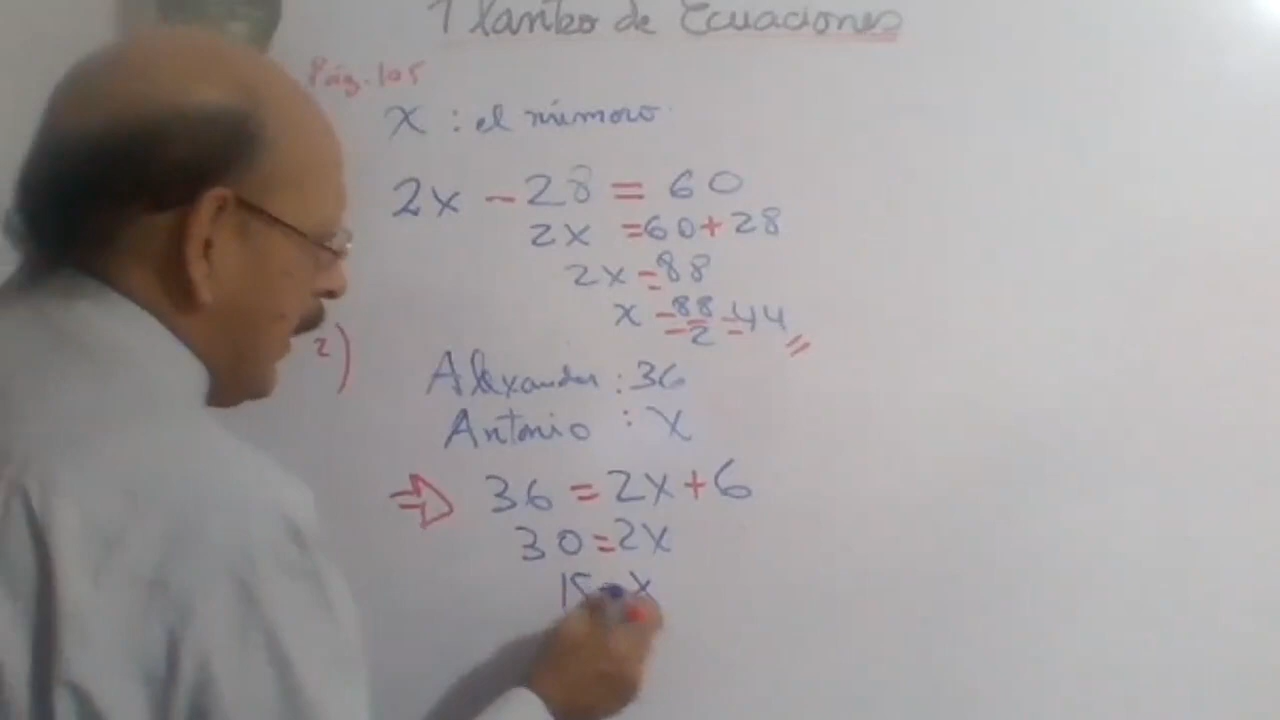 Planteo de Ecuaciones
Pág. 105
x : el número
2x - 28 = 60
2x = 60 + 28
2x = 88
x = 88/2 = 44
2)
Alexander : 36
Antonio : X
⇒ 36 = 2x + 6
30 = 2x
15 = x